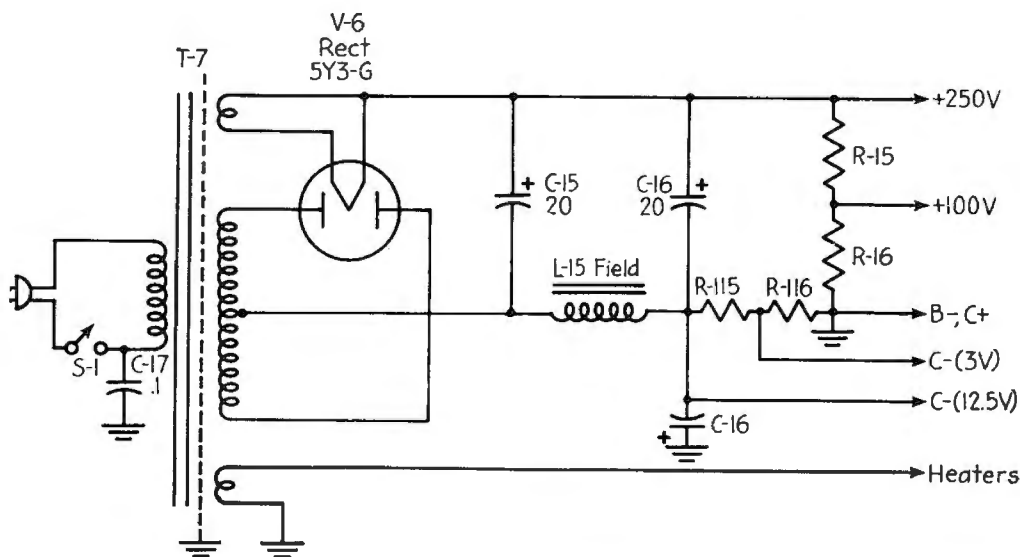 V-6
Rect
5Y3-G
T-7
+250V
R-15
+ C-15
20
C-16 +
20
+100V
R-16
L-15 Field
R-115
R-116
B-, C+
S-1
C-17
.1
C-(3V)
C-(12.5V)
C-16
+
Heaters